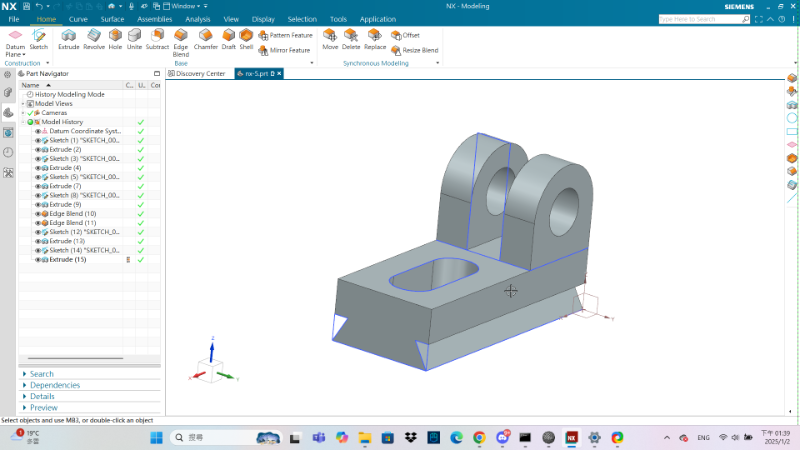 NX
Window
NX - Modeling
SIEMENS
File Home Curve Surface Assemblies Analysis View Display Selection Tools Application
Type here to Search
Datum Plane Sketch Extrude Revolve Hole Unite Subtract Edge Blend Chamfer Draft Shell Pattern Feature Mirror Feature Move Delete Replace Offset Resize Blend
Construction Base Synchronous Modeling
Part Navigator
Discovery Center
nx-5.prt
Name C... U... Cor
History Modeling Mode
Model Views
Cameras
Model History
Datum Coordinate Syst...
Sketch (1) "SKETCH_00...
Extrude (2)
Sketch (3) "SKETCH_00...
Extrude (4)
Sketch (5) "SKETCH_00...
Extrude (7)
Sketch (8) "SKETCH_00...
Extrude (9)
Edge Blend (10)
Edge Blend (11)
Sketch (12) "SKETCH_0...
Extrude (13)
Sketch (14) "SKETCH_0...
Extrude (15)
Search
Dependencies
Details
Preview
Z
X
Y
Select objects and use MB3, or double-click an object
1
19°C
多雲
搜尋
NX
ENG
下午 01:39
2025/1/2